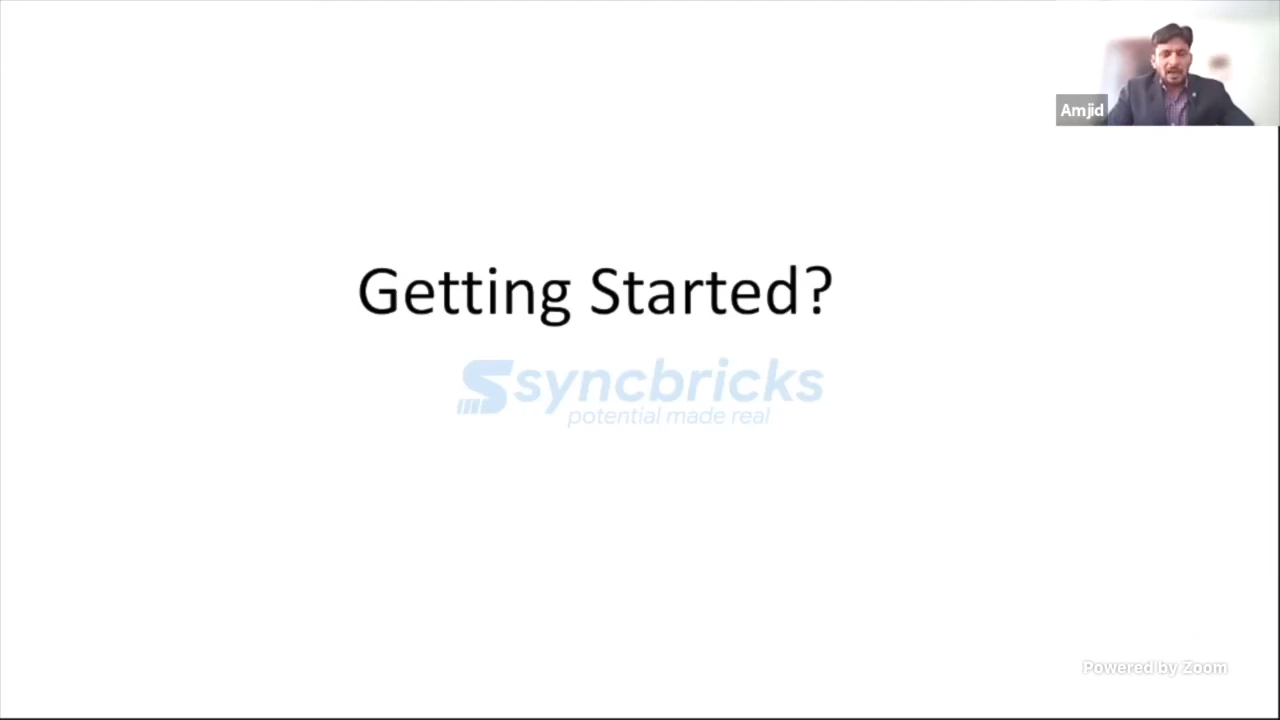 Amjid
Getting Started?
syncbricks
potential made real
Powered by Zoom